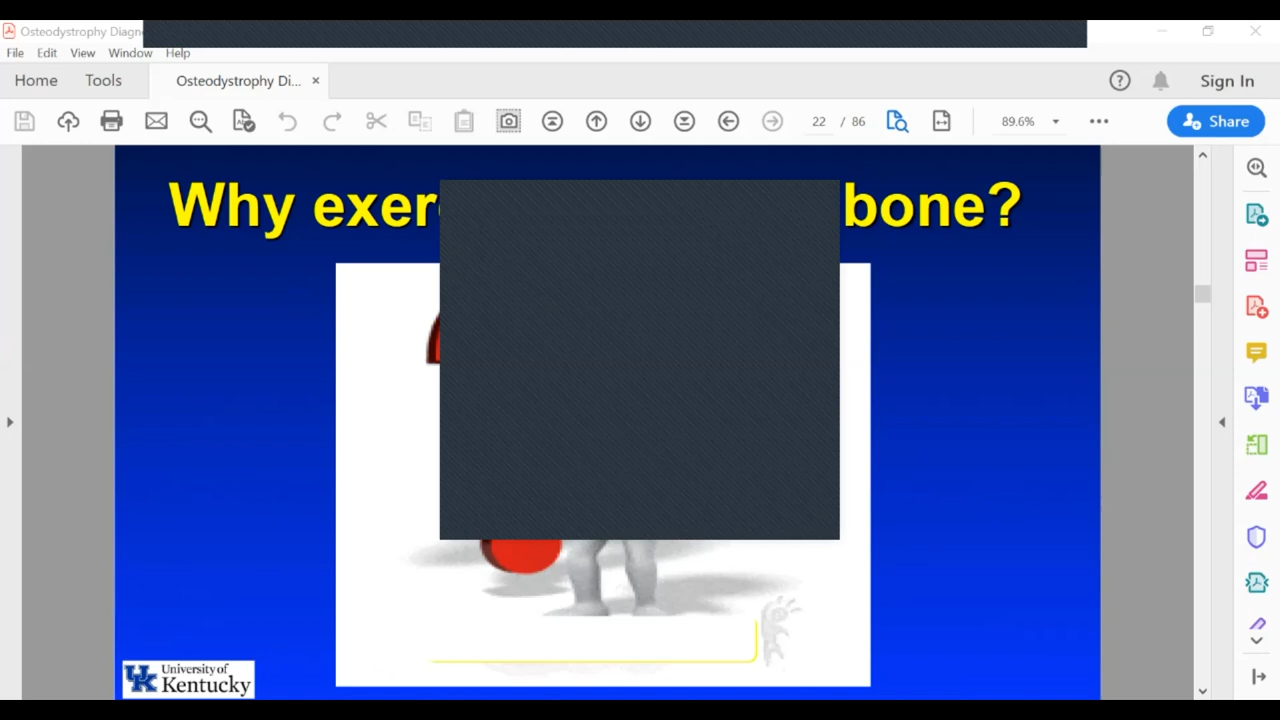 Osteodystrophy Diagn
File Edit View Window Help
Home Tools Osteodystrophy Di... ×
Sign In
22 / 86
89.6%
Share
Why exer bone?
University of
UK Kentucky